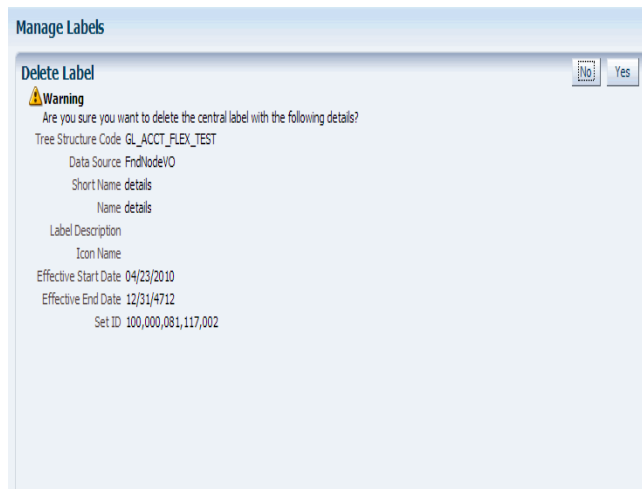 Manage Labels
Delete Label
No Yes
Warning
Are you sure you want to delete the central label with the following details?
Tree Structure Code GL_ACCT_FLEX_TEST
Data Source FndNodeVO
Short Name details
Name details
Label Description
Icon Name
Effective Start Date 04/23/2010
Effective End Date 12/31/4712
Set ID 100,000,081,117,002